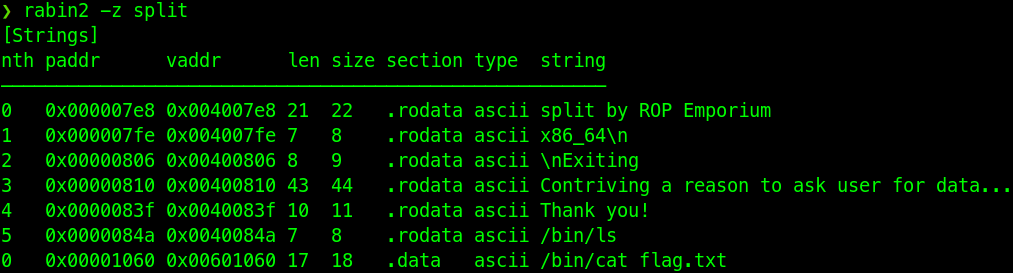 ❯ rabin2 -z split
[Strings]
nth paddr      vaddr      len size section type  string
0   0x000007e8 0x004007e8 21  22   .rodata ascii split by ROP Emporium
1   0x000007fe 0x004007fe 7   8    .rodata ascii x86_64\n
2   0x00000806 0x00400806 8   9    .rodata ascii \nExiting
3   0x00000810 0x00400810 43  44   .rodata ascii Contriving a reason to ask user for data...
4   0x0000083f 0x0040083f 10  11   .rodata ascii Thank you!
5   0x0000084a 0x0040084a 7   8    .rodata ascii /bin/ls
0   0x00001060 0x00601060 17  18   .data   ascii /bin/cat flag.txt